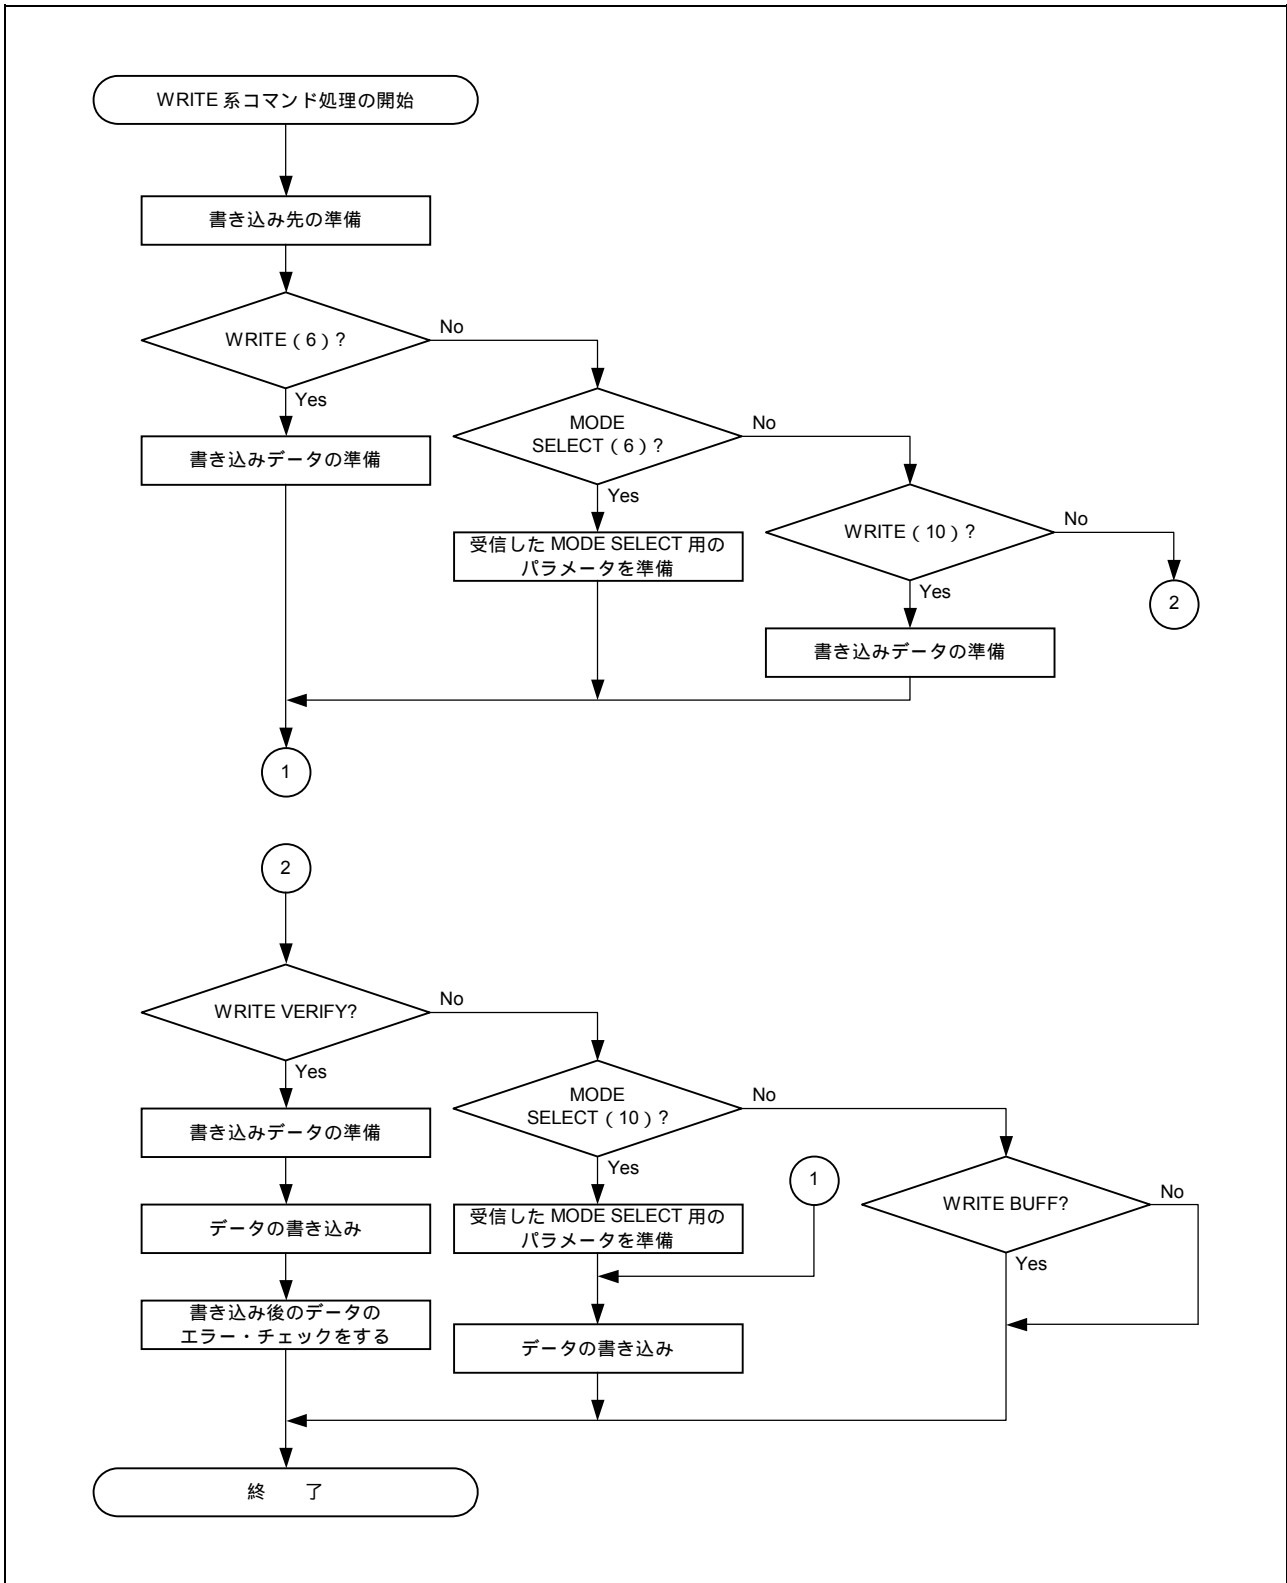 WRITE 系コマンド処理の開始
書き込み先の準備
WRITE（6）?
No
Yes
書き込みデータの準備
MODE
SELECT（6）?
No
Yes
受信した MODE SELECT 用の
パラメータを準備
WRITE（10）?
No
Yes
2
書き込みデータの準備
1
2
WRITE VERIFY?
No
Yes
書き込みデータの準備
データの書き込み
書き込み後のデータの
エラー・チェックをする
MODE
SELECT（10）?
No
Yes
受信した MODE SELECT 用の
パラメータを準備
1
データの書き込み
WRITE BUFF?
No
Yes
終　　了